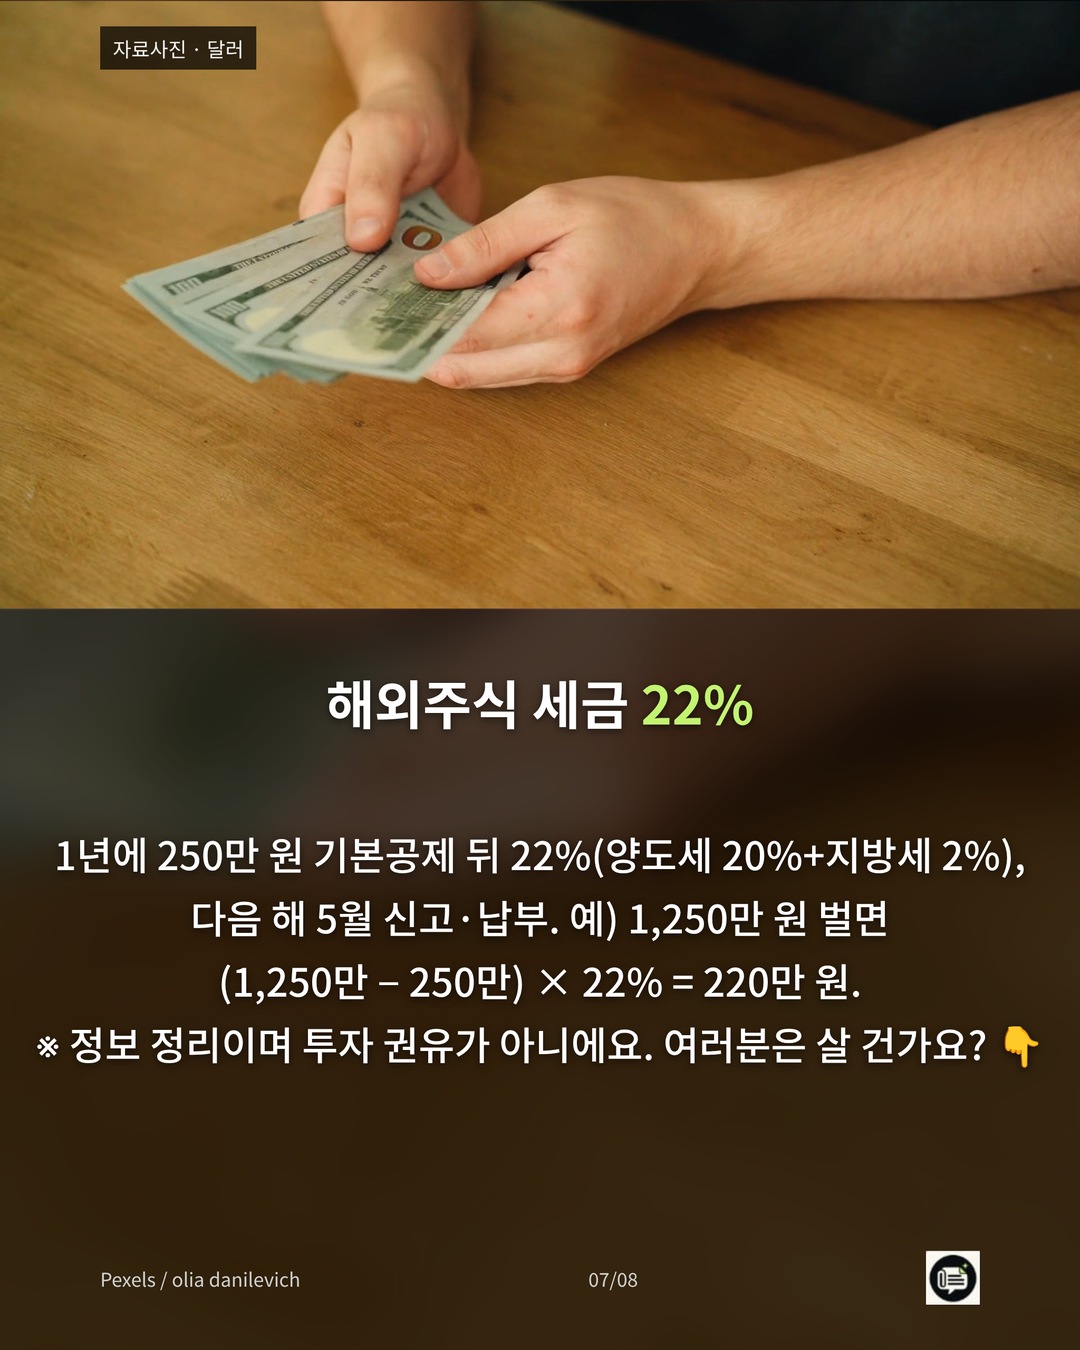 자료사진 · 달러
해외주식 세금 22%
1년에 250만 원 기본공제 뒤 22%(양도세 20%+지방세 2%),
다음 해 5월 신고·납부. 예) 1,250만 원 벌면
(1,250만 – 250만) × 22% = 220만 원.
※ 정보 정리이며 투자 권유가 아니에요. 여러분은 살 건가요? 👇
Pexels / olia danilevich
07/08